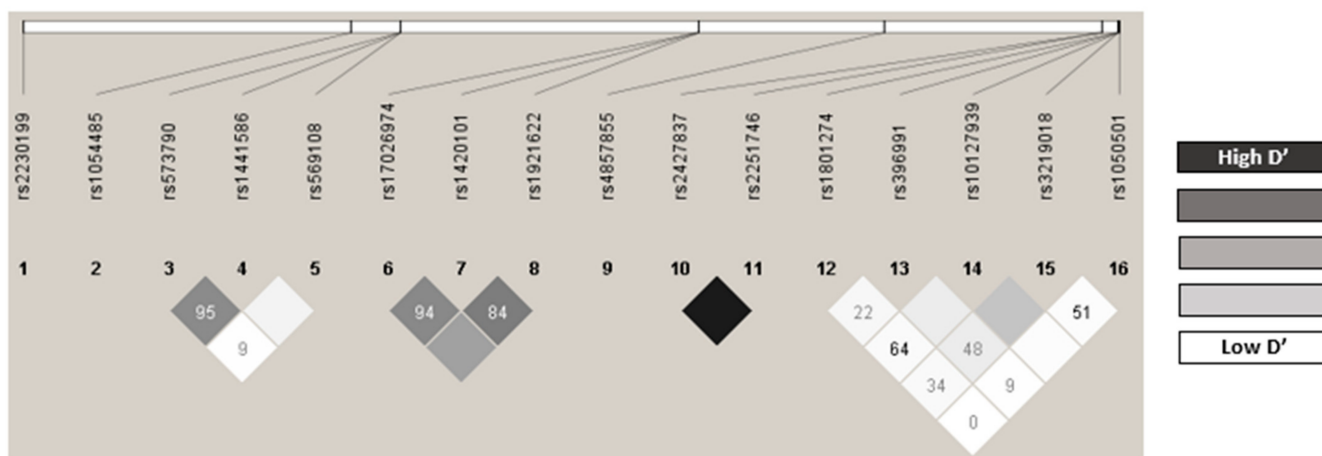 rs2230199
rs1054485
rs573790
rs1441586
rs569108
rs17026974
rs1420101
rs1921622
rs4857855
rs2427837
rs2251746
rs1801274
rs396991
rs10127939
rs3219018
rs1050501
1 2 3 4 5 6 7 8 9 10 11 12 13 14 15 16
95 94 84 22 51
9 64 48
34 9
0
High D’
Low D’